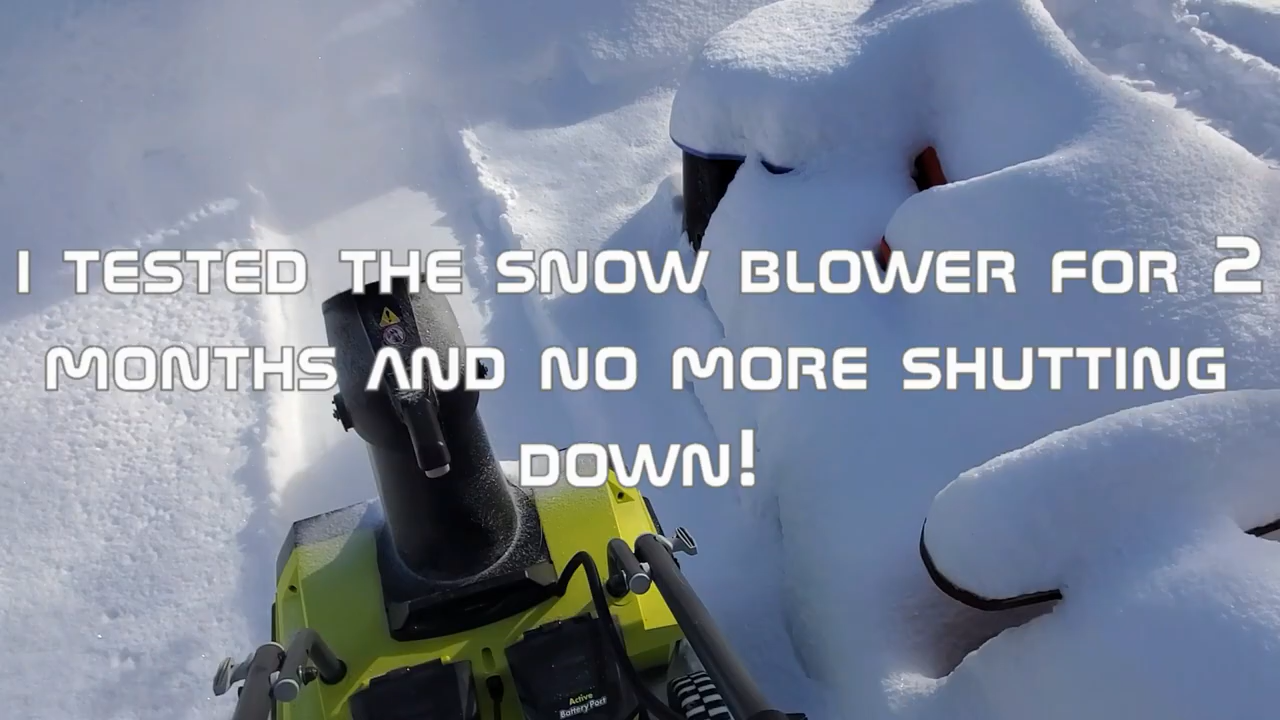 I TESTED THE SNOW BLOWER FOR 2
MONTHS AND NO MORE SHUTTING
DOWN!
Active
Battery Port